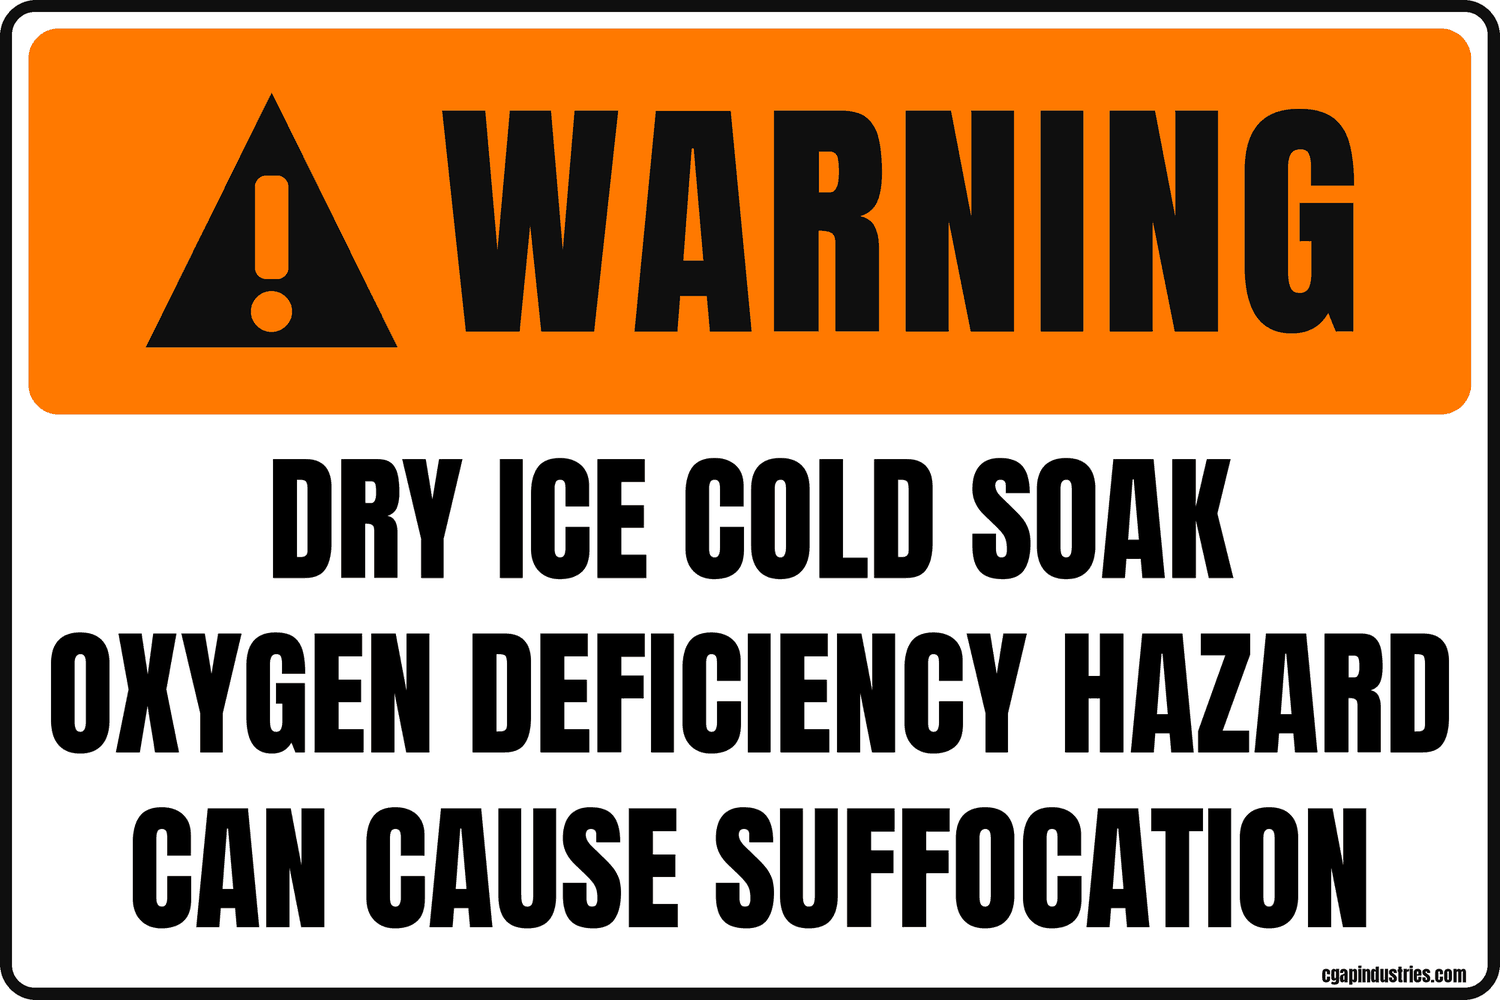 WARNING
DRY ICE COLD SOAK
OXYGEN DEFICIENCY HAZARD
CAN CAUSE SUFFOCATION
cgapindustries.com